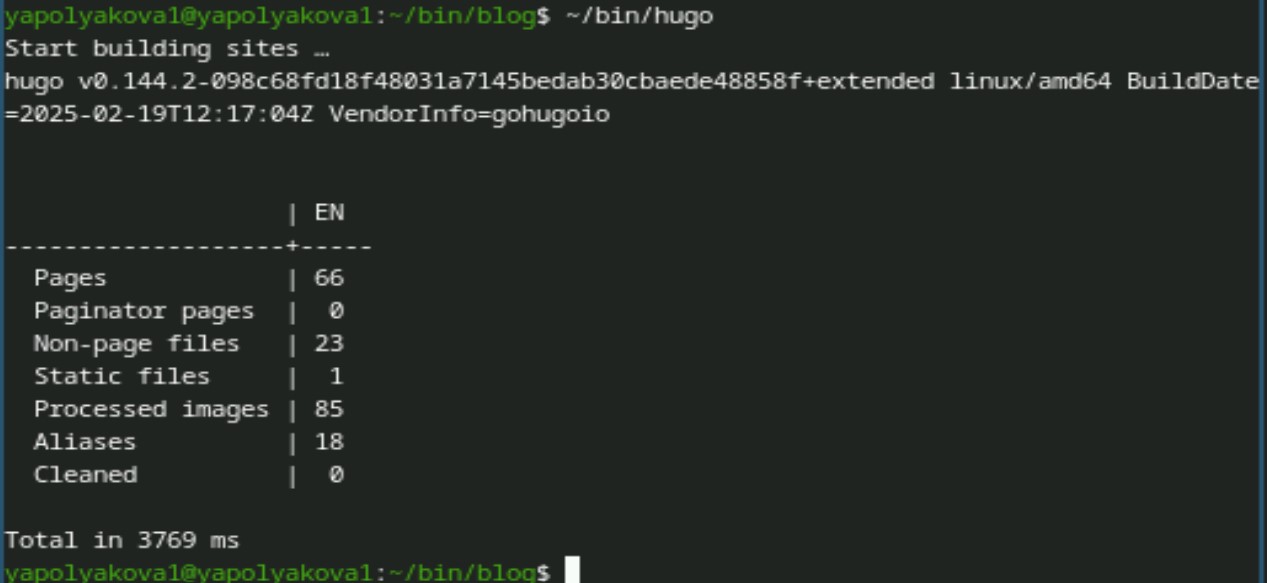 yapolyakova1@yapolyakova1:~/bin/blog$ ~/bin/hugo
Start building sites …
hugo v0.144.2-098c68fd18f48031a7145bedab30cbaede48858f+extended linux/amd64 BuildDate
=2025-02-19T12:17:04Z VendorInfo=gohugoio
                   | EN
-------------------+-----
  Pages            | 66
  Paginator pages  |  0
  Non-page files   | 23
  Static files     |  1
  Processed images | 85
  Aliases          | 18
  Cleaned          |  0
Total in 3769 ms
yapolyakova1@yapolyakova1:~/bin/blog$